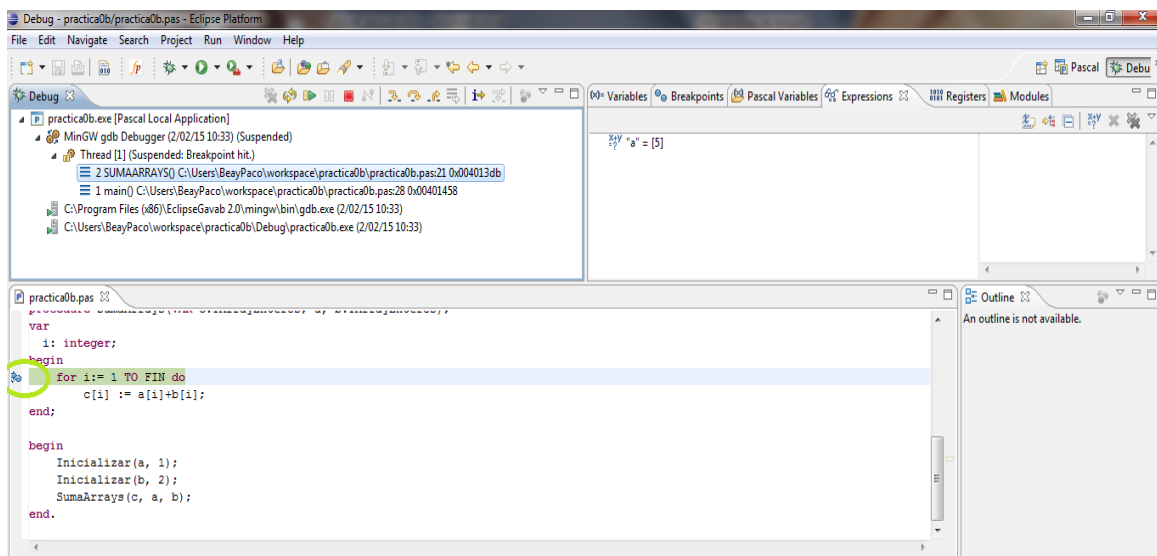 Debug - practica0b/practica0b.pas - Eclipse Platform
File Edit Navigate Search Project Run Window Help
Pascal Debu
Debug
practica0b.exe [Pascal Local Application]
MinGW gdb Debugger (2/02/15 10:33) (Suspended)
Thread [1] (Suspended: Breakpoint hit.)
2 SUMAARRAYS() C:\Users\BeayPaco\workspace\practica0b\practica0b.pas:21 0x004013db
1 main() C:\Users\BeayPaco\workspace\practica0b\practica0b.pas:28 0x00401458
C:\Program Files (x86)\EclipseGavab 2.0\mingw\bin\gdb.exe (2/02/15 10:33)
C:\Users\BeayPaco\workspace\practica0b\Debug\practica0b.exe (2/02/15 10:33)
(x)= Variables Breakpoints Pascal Variables Expressions Registers Modules
"a" = [5]
practica0b.pas
var
i: integer;
begin
for i:= 1 TO FIN do
c[i] := a[i]+b[i];
end;
begin
Inicializar(a, 1);
Inicializar(b, 2);
SumaArrays(c, a, b);
end.
Outline
An outline is not available.